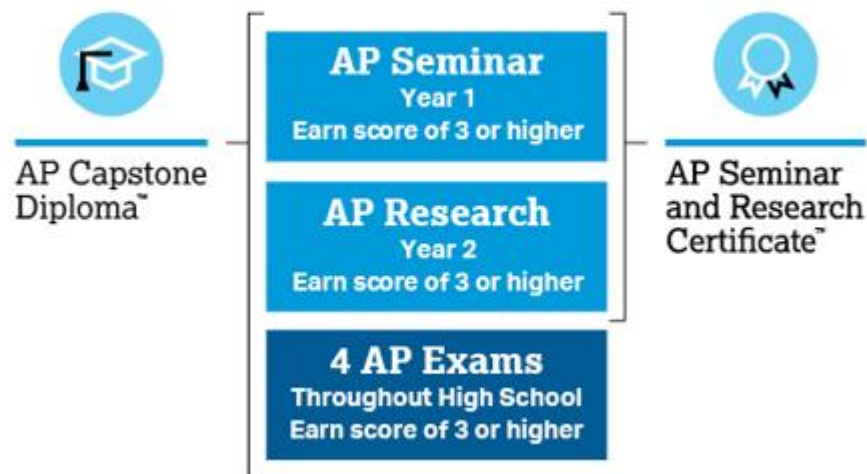 AP Capstone
Diploma™
AP Seminar
Year 1
Earn score of 3 or higher
AP Research
Year 2
Earn score of 3 or higher
4 AP Exams
Throughout High School
Earn score of 3 or higher
AP Seminar
and Research
Certificate™